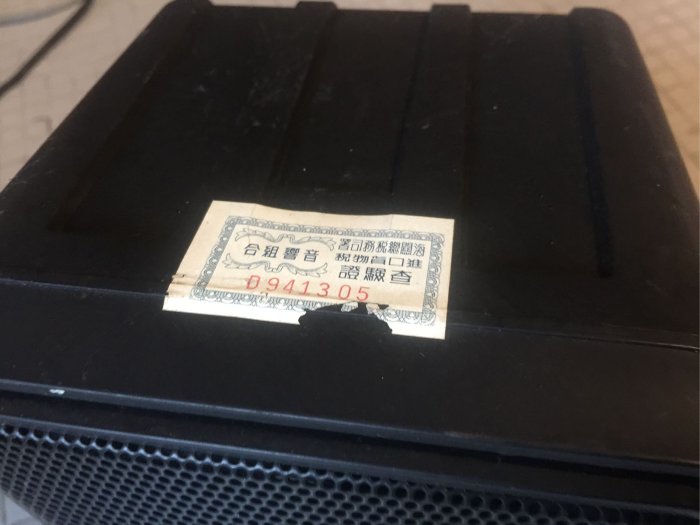 海關總稅務司署
進口貨物稅
查驗證
音響組合
D941305